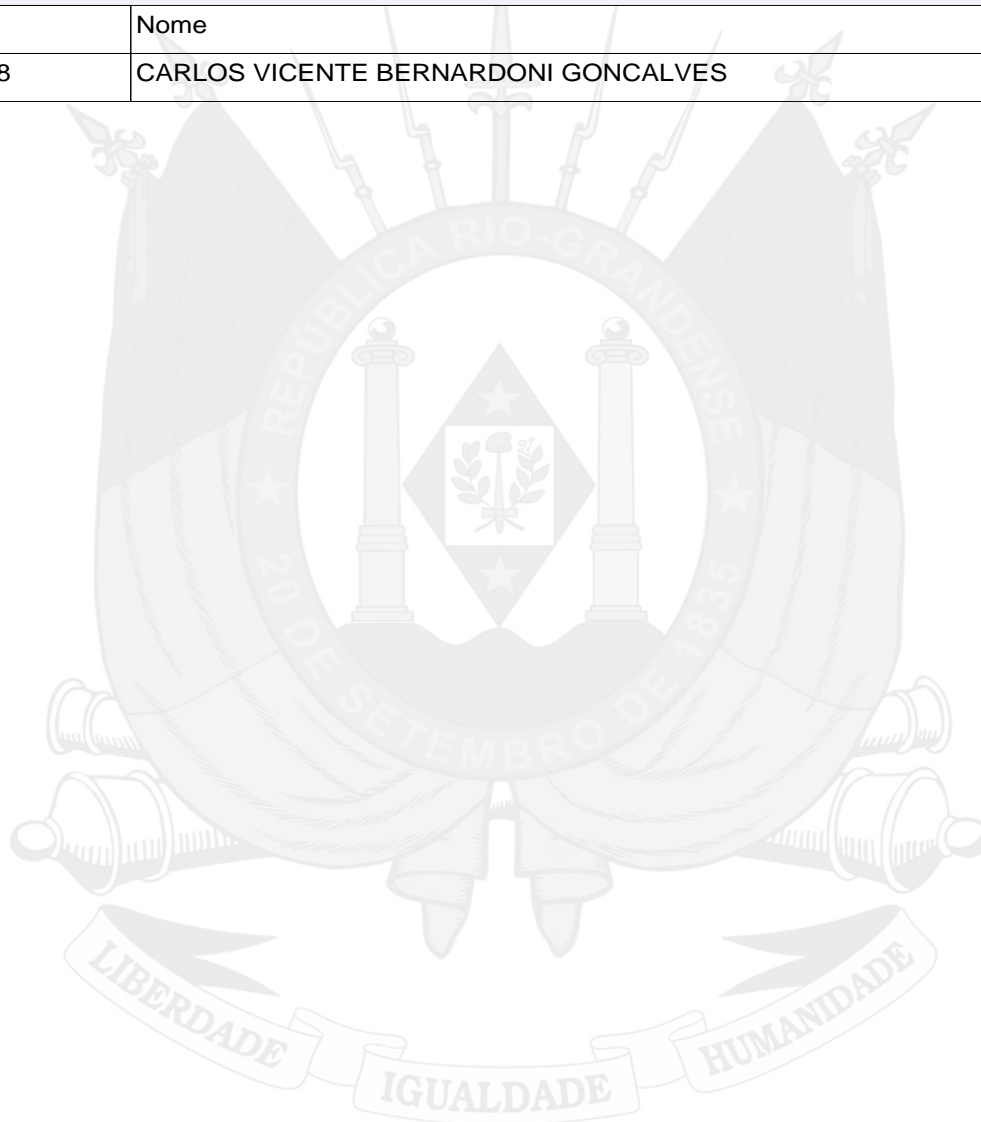 Nome
8 CARLOS VICENTE BERNARDONI GONCALVES
REPÚBLICA RIO-GRANDENSE
20 DE SETEMBRO DE 1835
LIBERDADE IGUALDADE HUMANIDADE